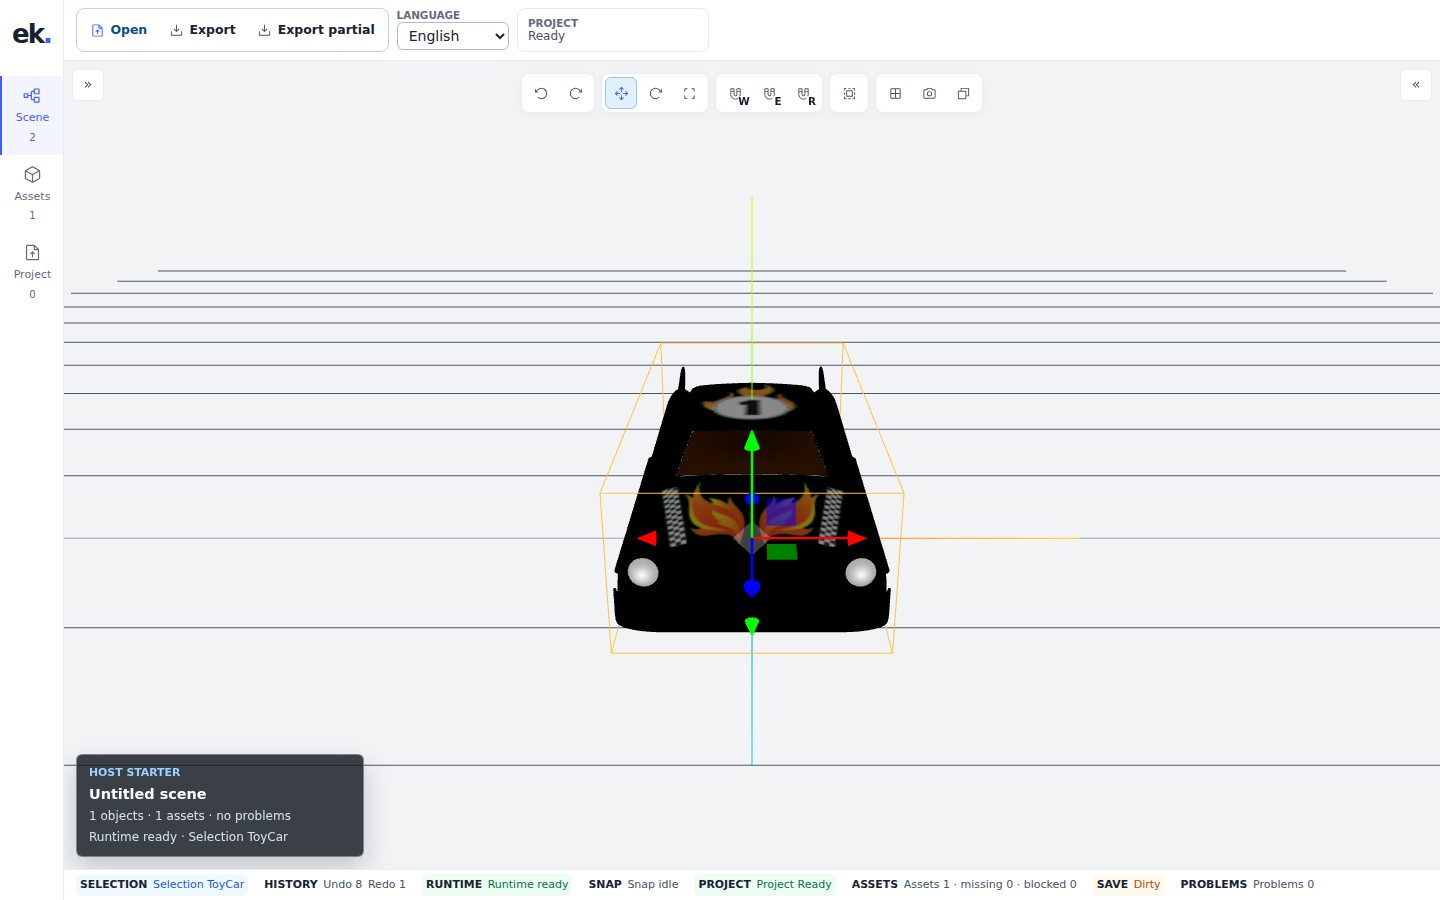 ek.
Open
Export
Export partial
LANGUAGE
English
PROJECT
Ready
Scene
2
Assets
1
Project
0
»
W
E
R
«
1
HOST STARTER
Untitled scene
1 objects · 1 assets · no problems
Runtime ready · Selection ToyCar
SELECTION Selection ToyCar HISTORY Undo 8 Redo 1 RUNTIME Runtime ready SNAP Snap idle PROJECT Project Ready ASSETS Assets 1 · missing 0 · blocked 0 SAVE Dirty PROBLEMS Problems 0